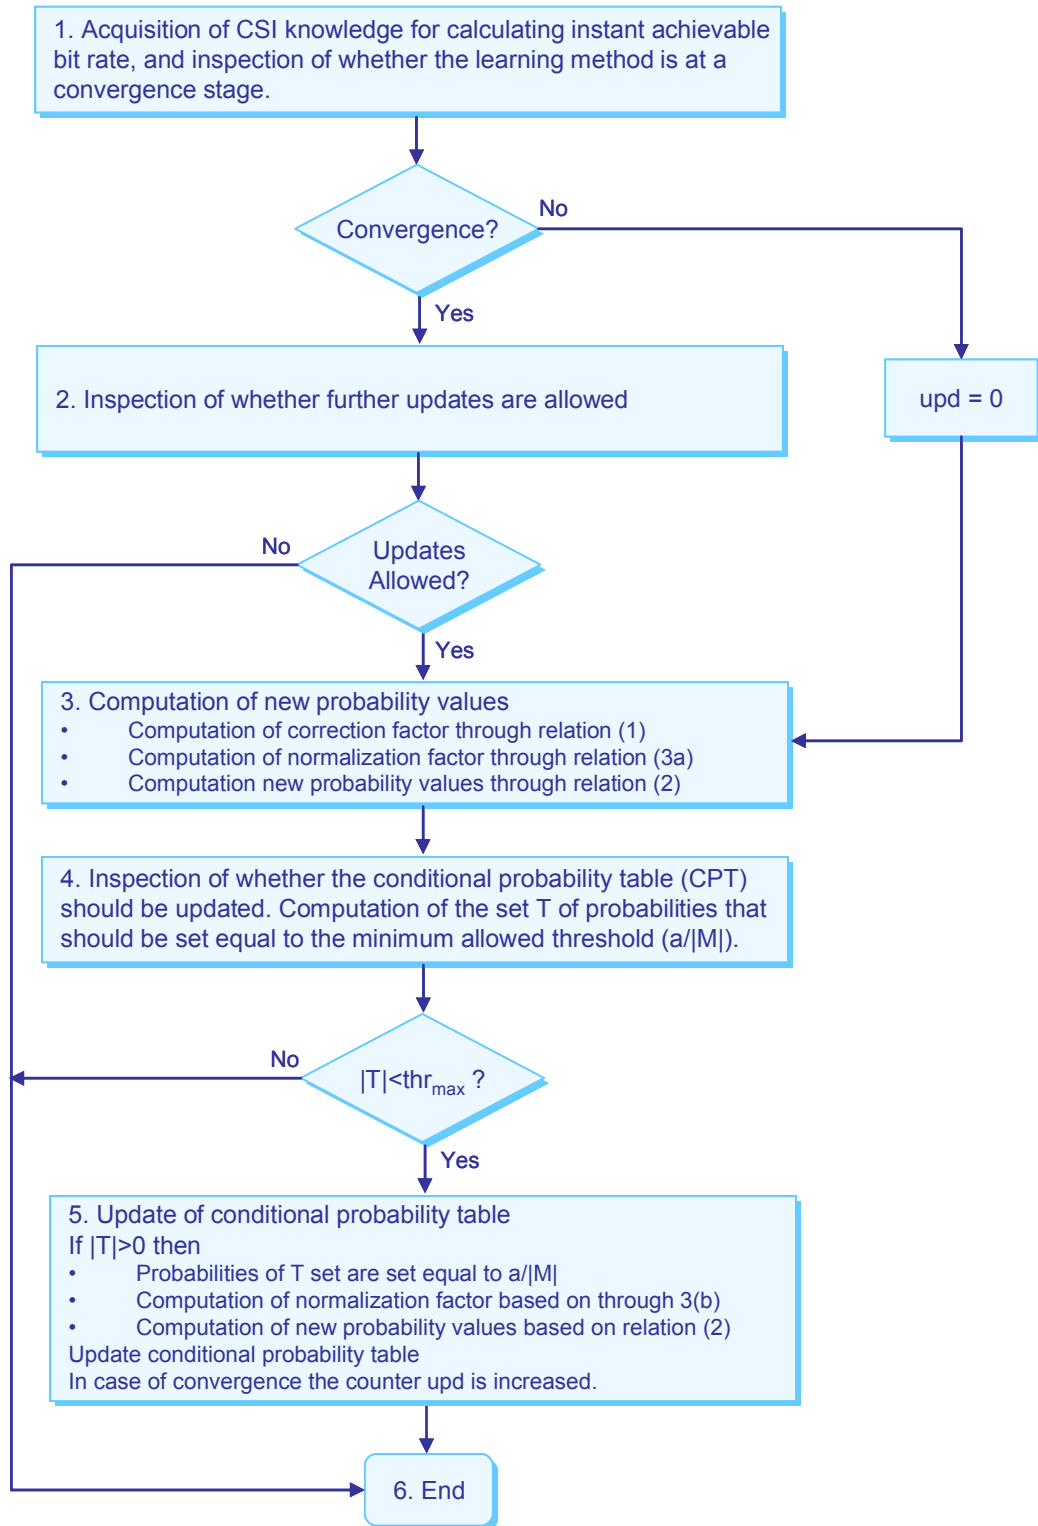 1. Acquisition of CSI knowledge for calculating instant achievable
bit rate, and inspection of whether the learning method is at a
convergence stage.
Convergence?
No
Yes
2. Inspection of whether further updates are allowed
upd = 0
Updates
Allowed?
No
Yes
3. Computation of new probability values
• Computation of correction factor through relation (1)
• Computation of normalization factor through relation (3a)
• Computation new probability values through relation (2)
4. Inspection of whether the conditional probability table (CPT)
should be updated. Computation of the set T of probabilities that
should be set equal to the minimum allowed threshold (a/|M|).
|T|<thr_max ?
No
Yes
5. Update of conditional probability table
If |T|>0 then
• Probabilities of T set are set equal to a/|M|
• Computation of normalization factor based on through 3(b)
• Computation of new probability values based on relation (2)
Update conditional probability table
In case of convergence the counter upd is increased.
6. End